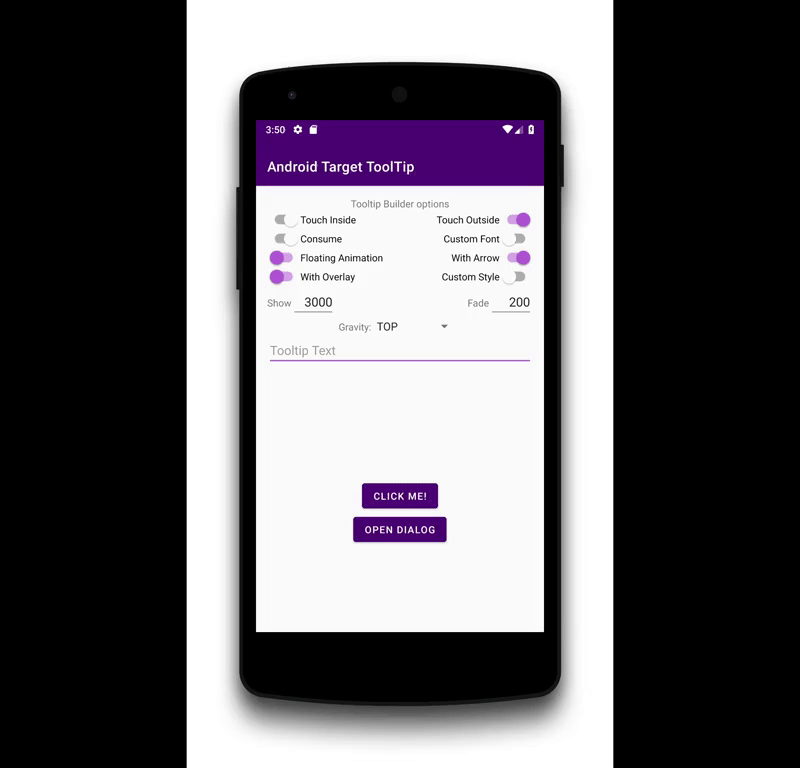 3:50
Android Target ToolTip
Tooltip Builder options
Touch Inside Touch Outside
Consume Custom Font
Floating Animation With Arrow
With Overlay Custom Style
Show 3000 Fade 200
Gravity: TOP
Tooltip Text
CLICK ME!
OPEN DIALOG